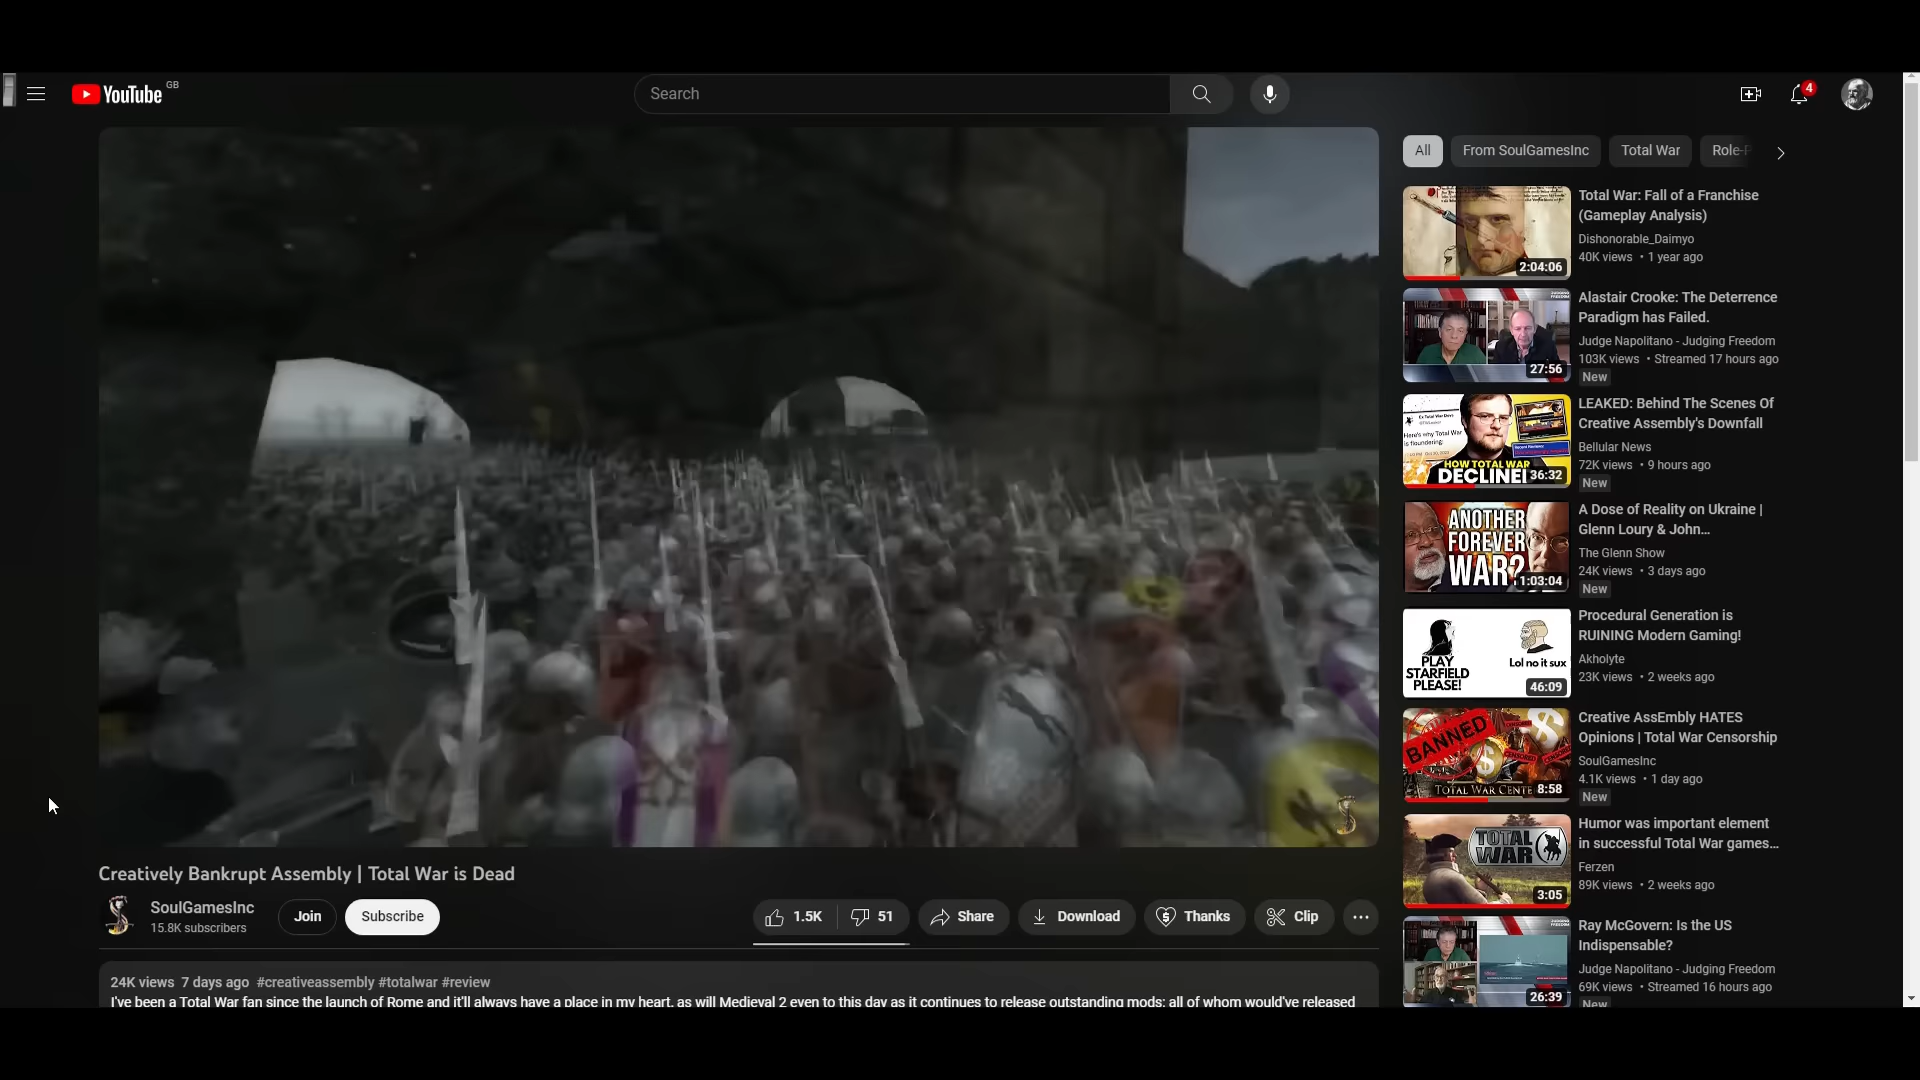 YouTube GB
Search
4
All
From SoulGamesInc
Total War
Creatively Bankrupt Assembly | Total War is Dead
SoulGamesInc
15.8K subscribers
Join
Subscribe
1.5K
51
Share
Download
Thanks
Clip
24K views 7 days ago #creativeassembly #totalwar #review
I've been a Total War fan since the launch of Rome and it'll always have a place in my heart, as will Medieval 2 even to this day as it continues to release outstanding mods; all of whom would've released
2:04:06
Total War: Fall of a Franchise
(Gameplay Analysis)
Dishonorable_Daimyo
40K views • 1 year ago
27:56
Alastair Crooke: The Deterrence
Paradigm has Failed.
Judge Napolitano - Judging Freedom
103K views • Streamed 17 hours ago
New
HOW TOTAL WAR
DECLINE
36:32
LEAKED: Behind The Scenes Of
Creative Assembly's Downfall
Bellular News
72K views • 9 hours ago
New
ANOTHER
FOREVER
WAR?
1:03:04
A Dose of Reality on Ukraine |
Glenn Loury & John...
The Glenn Show
24K views • 3 days ago
New
PLAY
STARFIELD
PLEASE!
Lol no it sux
46:09
Procedural Generation is
RUINING Modern Gaming!
Akholyte
23K views • 2 weeks ago
BANNED
TOTAL WAR CENTE
8:58
Creative AssEmbly HATES
Opinions | Total War Censorship
SoulGamesInc
4.1K views • 1 day ago
New
TOTAL
WAR
3:05
Humor was important element
in successful Total War games...
Ferzen
89K views • 2 weeks ago
26:39
Ray McGovern: Is the US
Indispensable?
Judge Napolitano - Judging Freedom
69K views • Streamed 16 hours ago
New